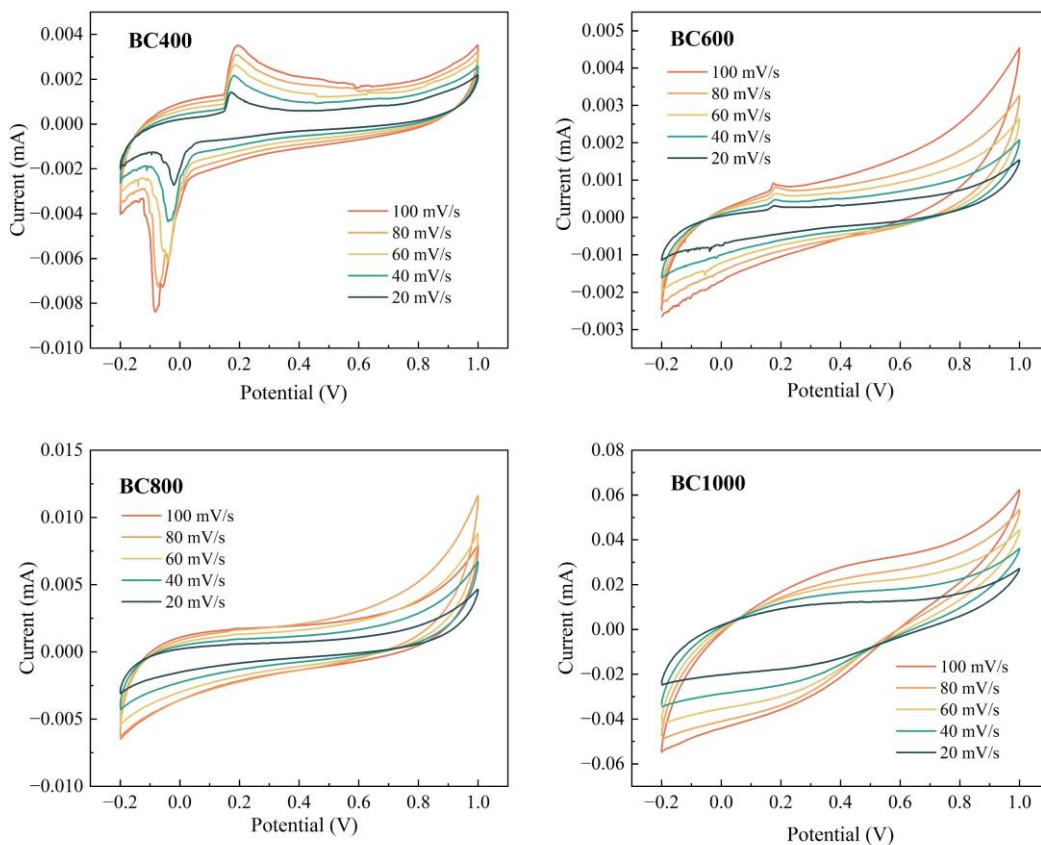 BC400
0.004
0.002
0.000
−0.002
−0.004
−0.006
−0.008
−0.010
Current (mA)
100 mV/s
80 mV/s
60 mV/s
40 mV/s
20 mV/s
−0.2 0.0 0.2 0.4 0.6 0.8 1.0
Potential (V)
BC600
0.005
0.004
0.003
0.002
0.001
0.000
−0.001
−0.002
−0.003
Current (mA)
100 mV/s
80 mV/s
60 mV/s
40 mV/s
20 mV/s
−0.2 0.0 0.2 0.4 0.6 0.8 1.0
Potential (V)
BC800
0.015
0.010
0.005
0.000
−0.005
−0.010
Current (mA)
100 mV/s
80 mV/s
60 mV/s
40 mV/s
20 mV/s
−0.2 0.0 0.2 0.4 0.6 0.8 1.0
Potential (V)
BC1000
0.08
0.06
0.04
0.02
0.00
−0.02
−0.04
−0.06
Current (mA)
100 mV/s
80 mV/s
60 mV/s
40 mV/s
20 mV/s
−0.2 0.0 0.2 0.4 0.6 0.8 1.0
Potential (V)